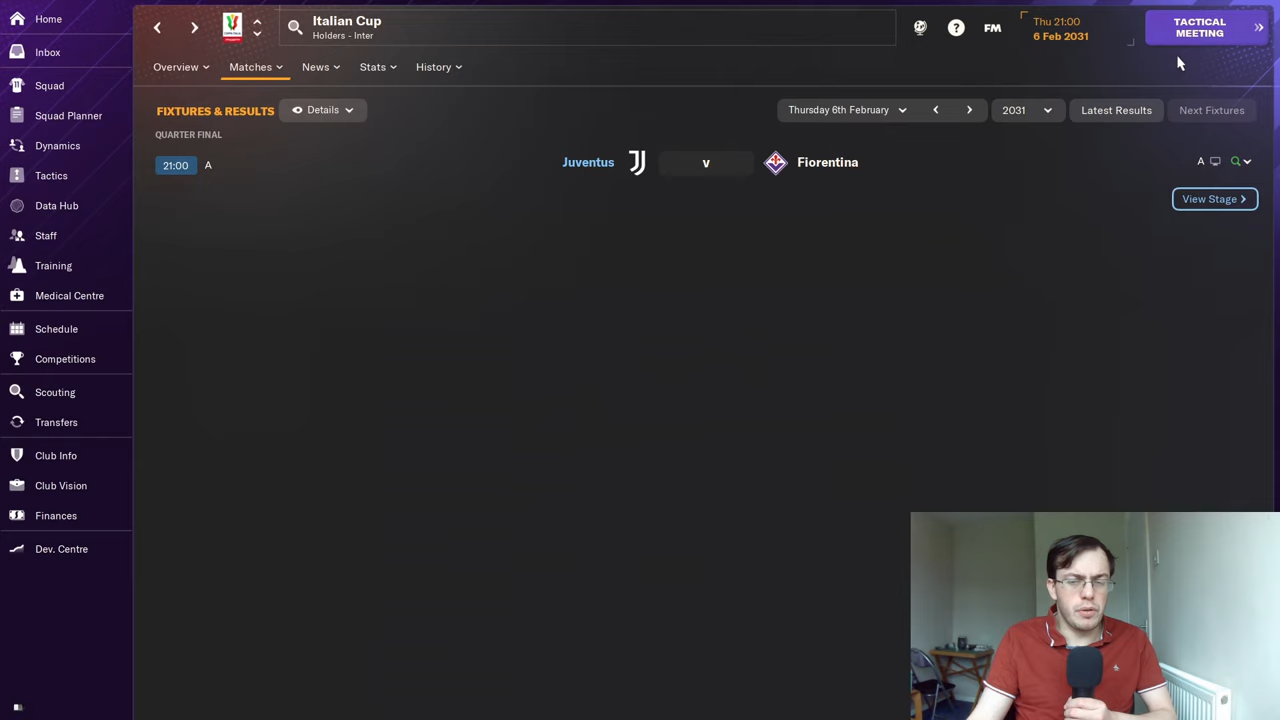 Home
Inbox
Squad
Squad Planner
Dynamics
Tactics
Data Hub
Staff
Training
Medical Centre
Schedule
Competitions
Scouting
Transfers
Club Info
Club Vision
Finances
Dev. Centre
Italian Cup
Holders - Inter
?
FM
Thu 21:00
6 Feb 2031
TACTICAL
MEETING
Overview
Matches
News
Stats
History
FIXTURES & RESULTS
Details
Thursday 6th February
2031
Latest Results
Next Fixtures
QUARTER FINAL
21:00 A Juventus v Fiorentina A
View Stage